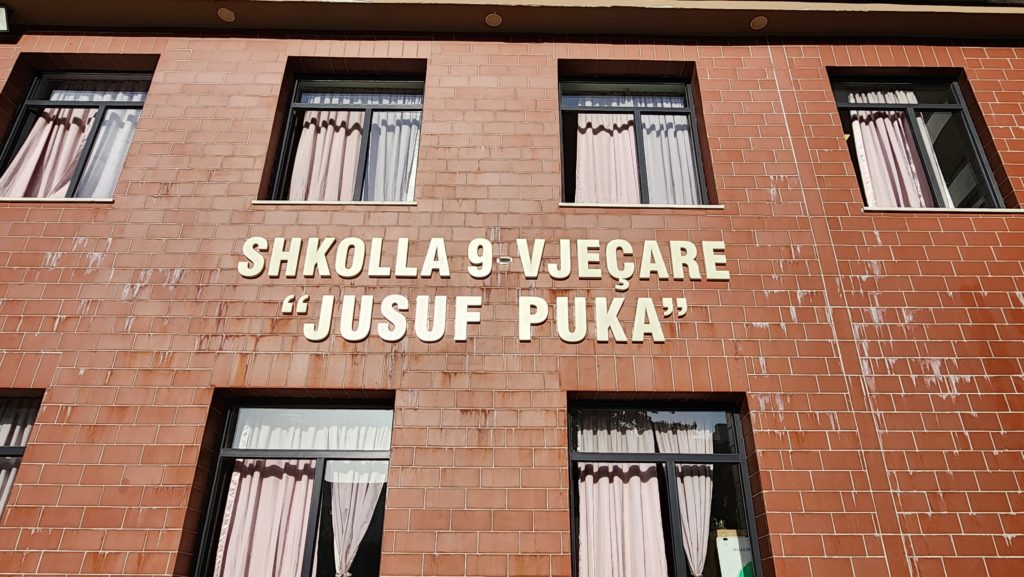 SHKOLLA 9-VJEÇARE
“JUSUF PUKA”